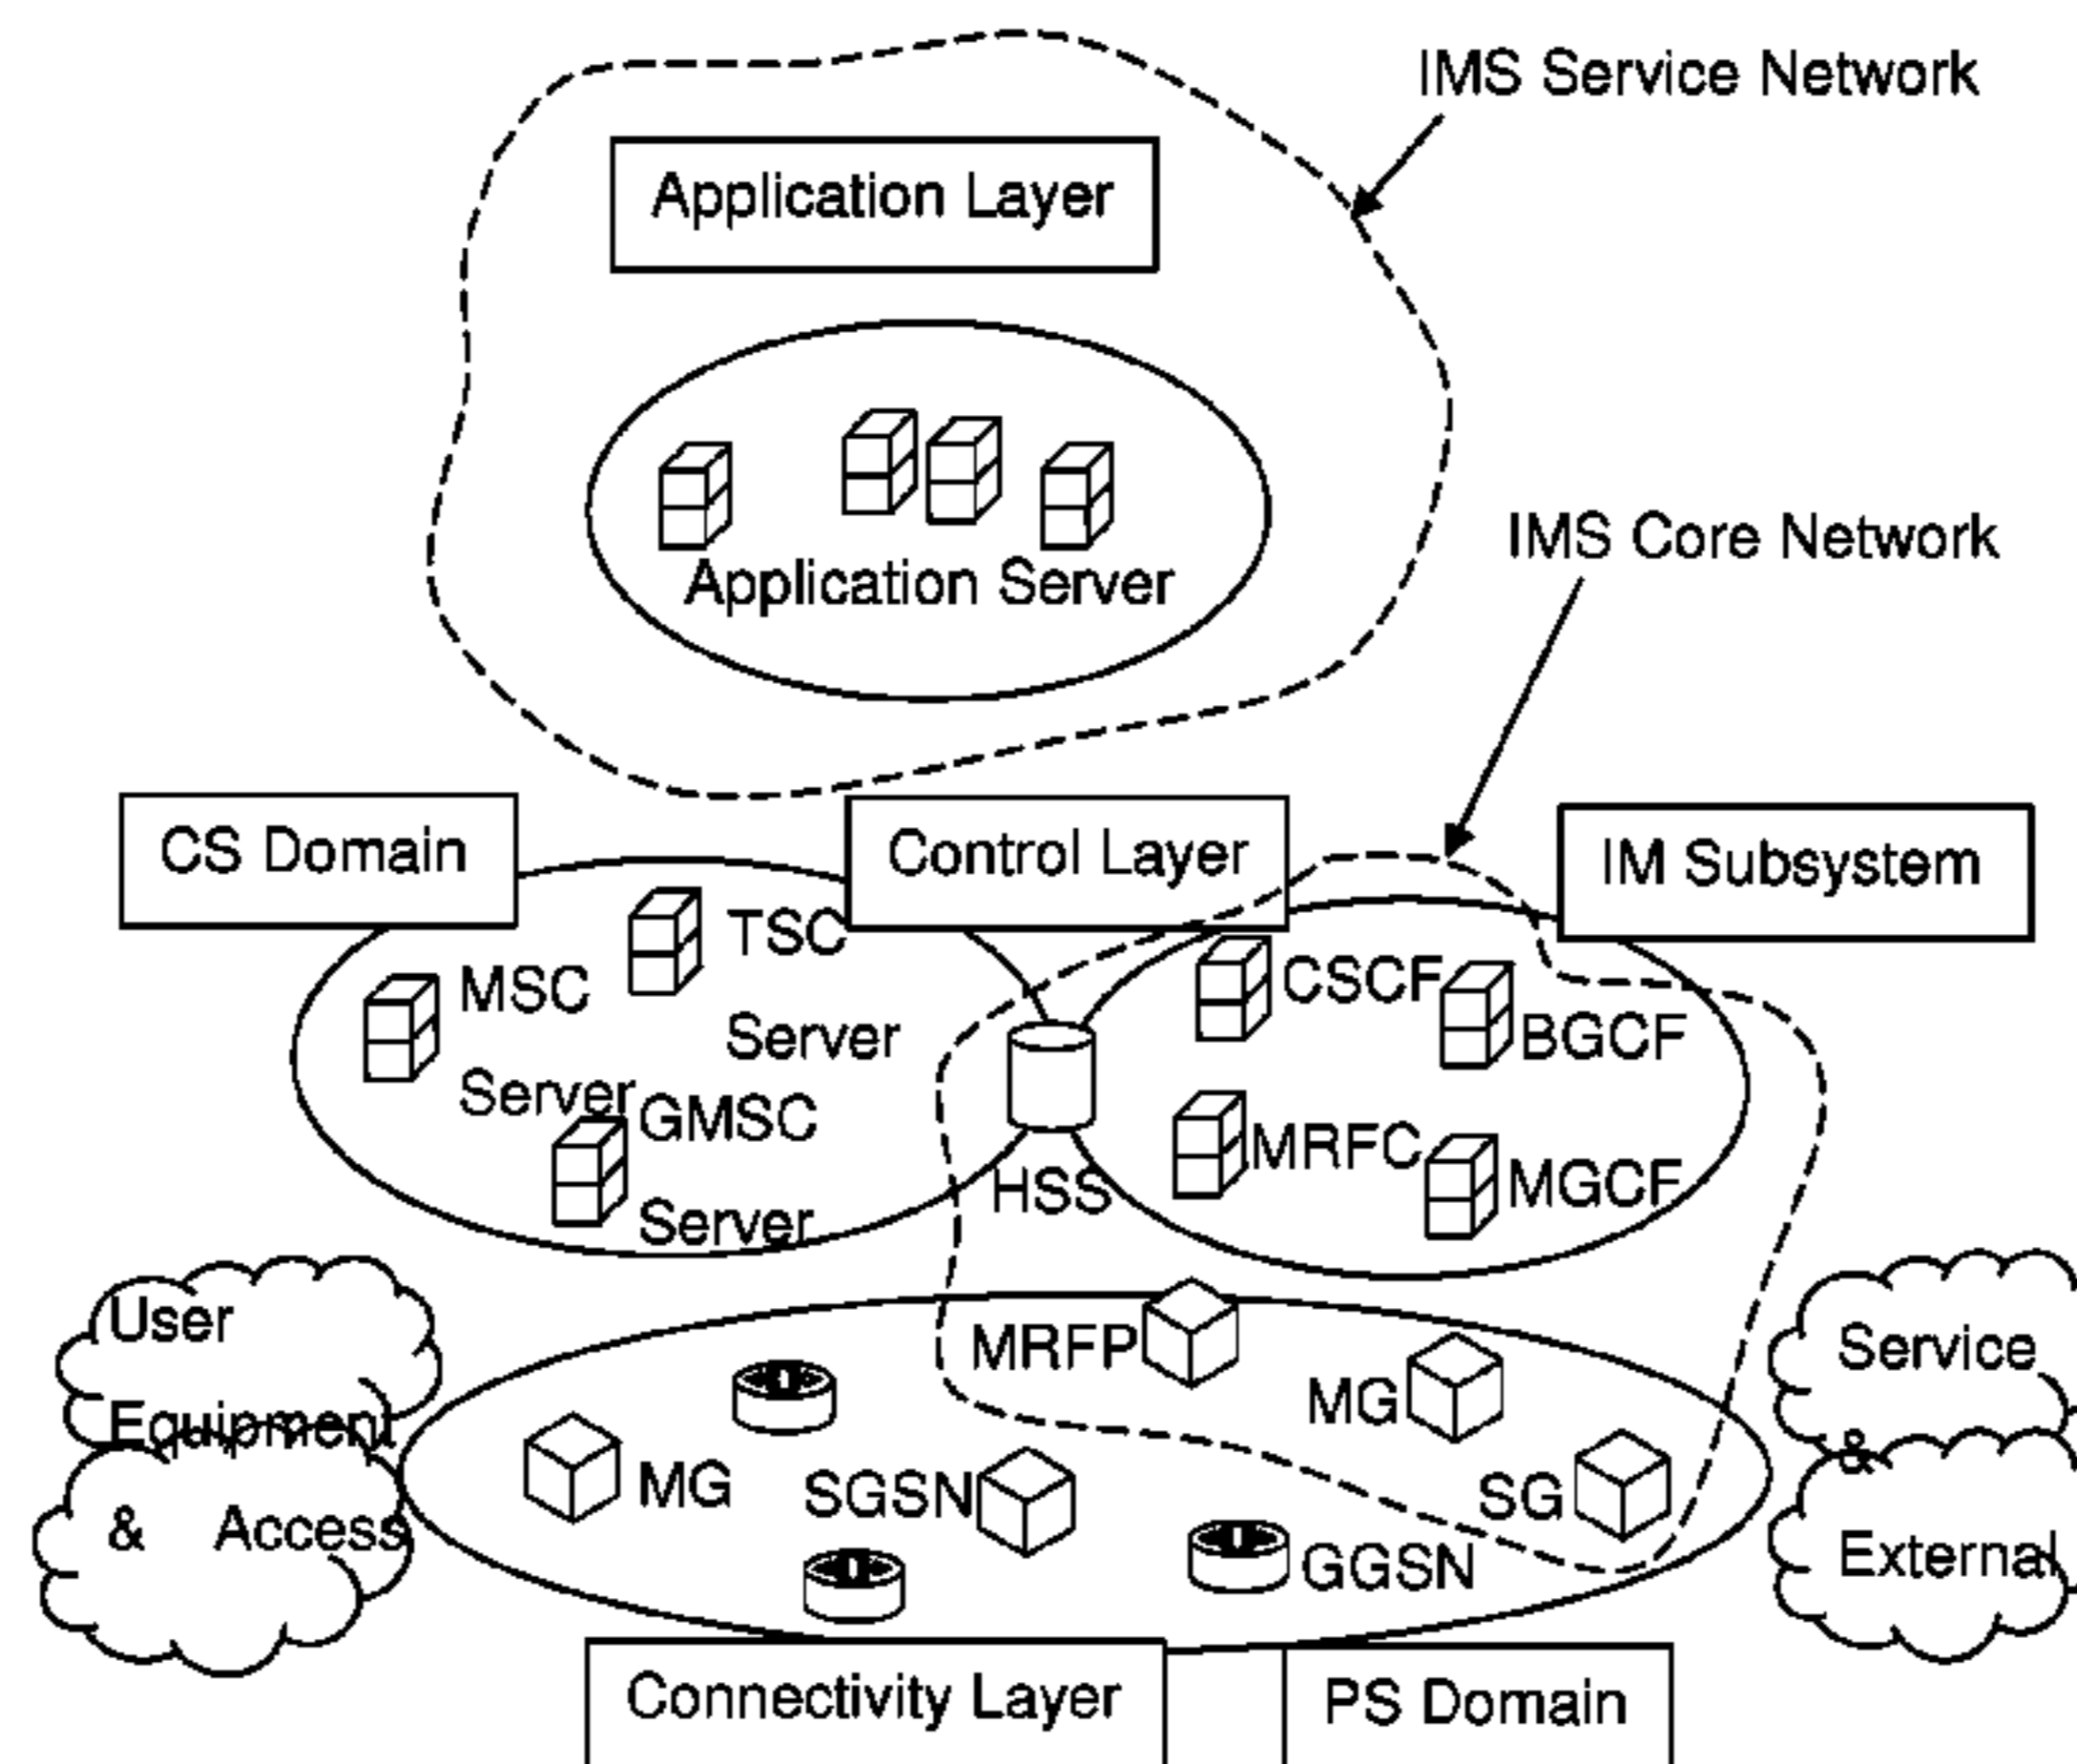 IMS Service Network
Application Layer
Application Server
IMS Core Network
CS Domain
Control Layer
IM Subsystem
TSC
Server
MSC
Server
GMSC
Server
HSS
CSCF
BGCF
MRFC
MGCF
User
Equipment
& Access
MRFP
MG
MG
SGSN
SG
GGSN
Service
&
External
Connectivity Layer
PS Domain